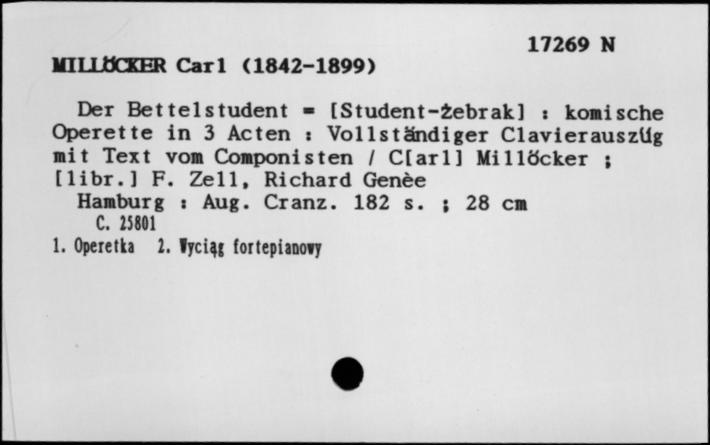 17269 N
MILLÖCKER Carl (1842-1899)
Der Bettelstudent = [Student-żebrak] : komische
Operette in 3 Acten : Vollständiger Clavierauszüg
mit Text vom Componisten / C[arl] Millöcker ;
[libr.] F. Zell, Richard Genèe
Hamburg : Aug. Cranz. 182 s. ; 28 cm
C. 25801
1. Operetka 2. Wyciąg fortepianowy